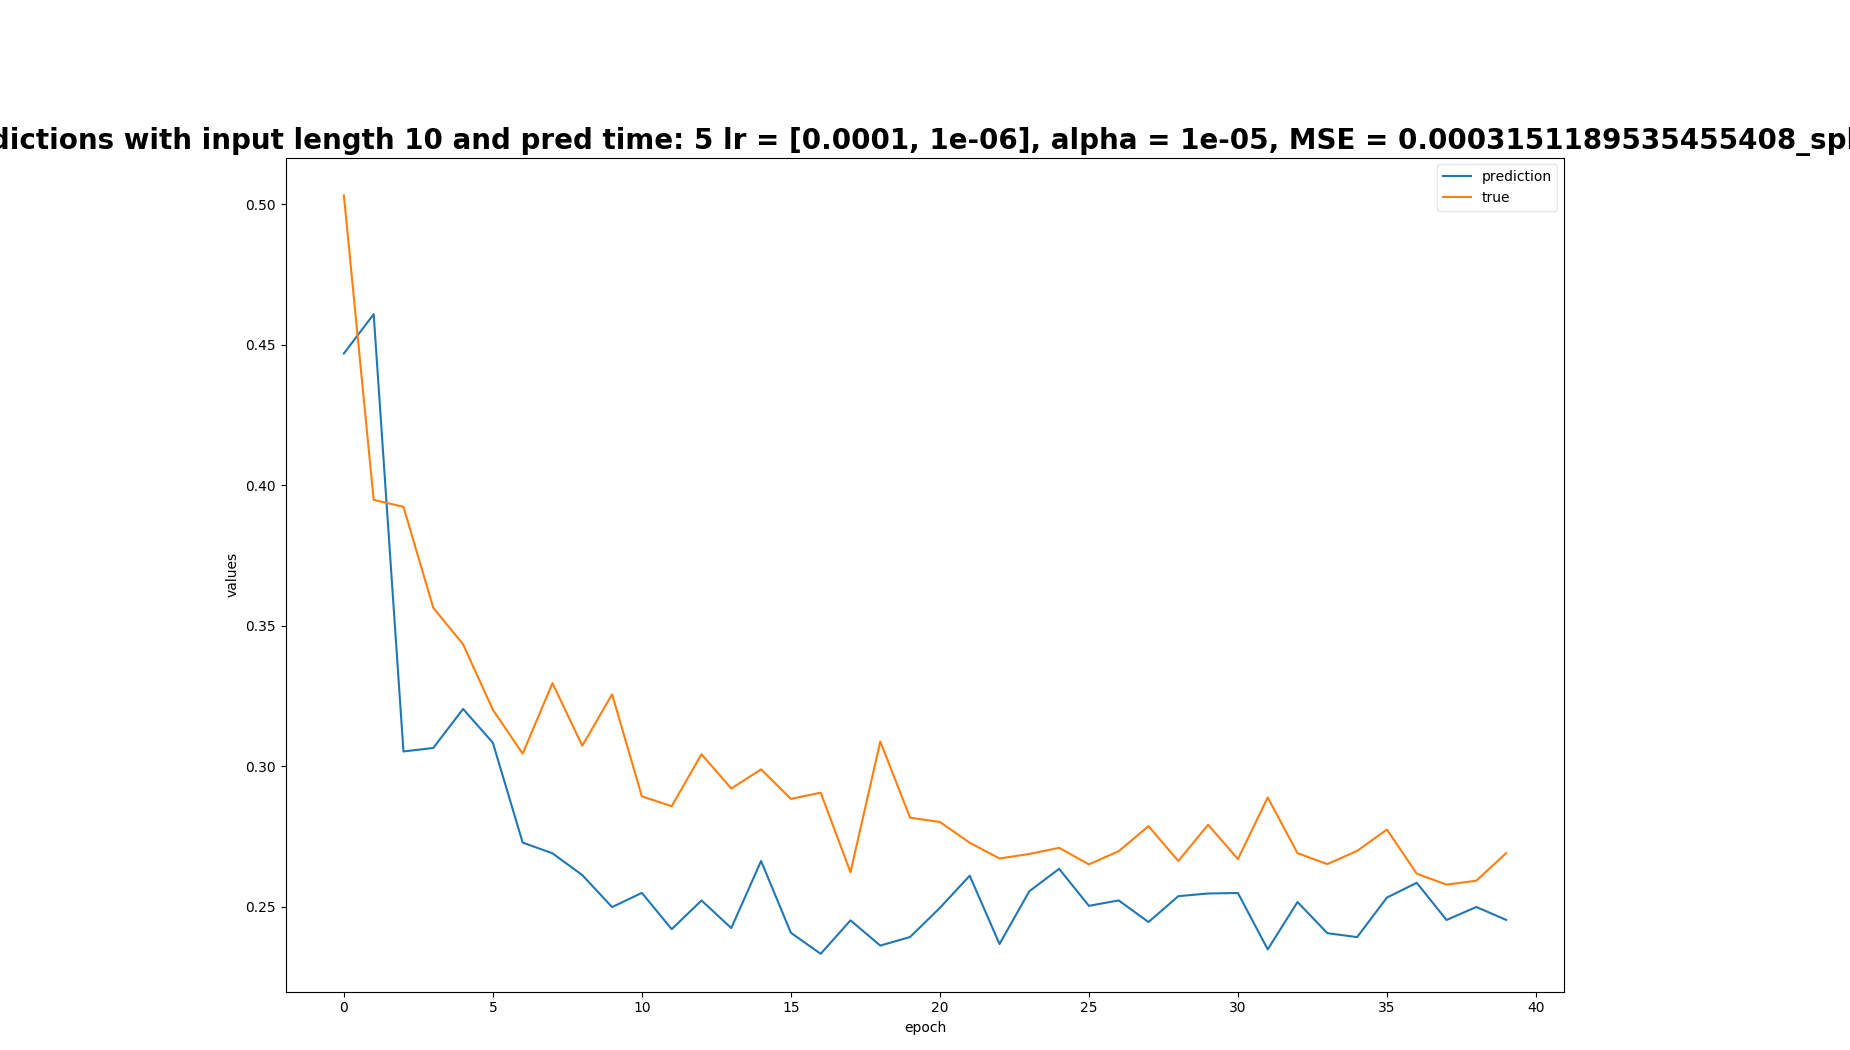 dictions with input length 10 and pred time: 5 lr = [0.0001, 1e-06], alpha = 1e-05, MSE = 0.0003151189535455408_spl
prediction
true
0.50
0.45
0.40
0.35
0.30
0.25
values
0 5 10 15 20 25 30 35 40
epoch